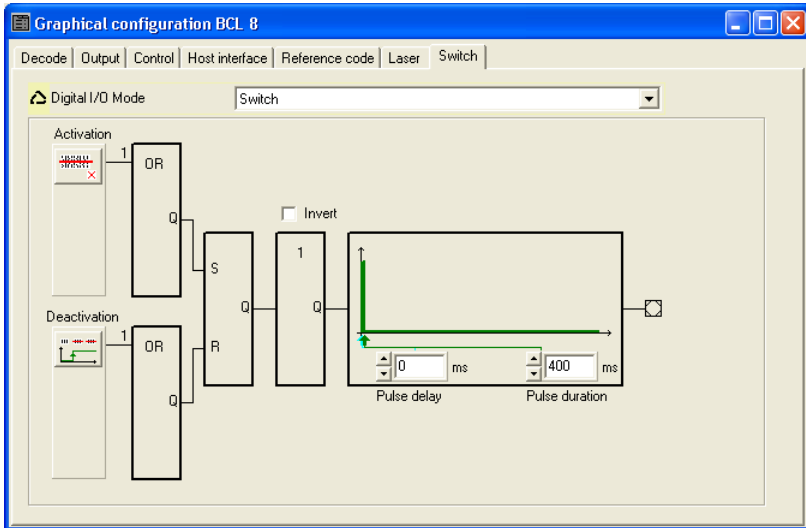 Graphical configuration BCL 8
Decode Output Control Host interface Reference code Laser Switch
Digital I/O Mode Switch
Activation
1 OR
Q
Invert
S
1
Q
Q
Deactivation
1 OR
R
Q
0 ms
400 ms
Pulse delay
Pulse duration